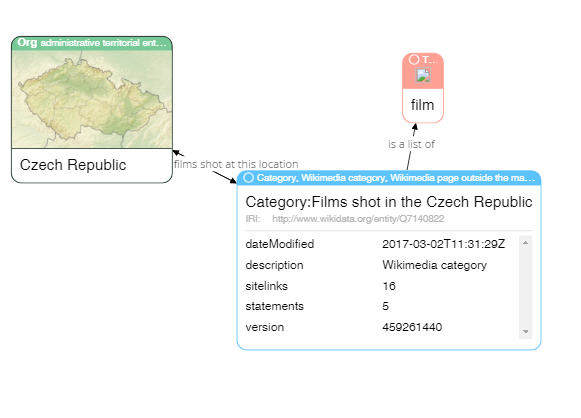 Org administrative territorial ent...
Czech Republic
T...
film
is a list of
films shot at this location
Category, Wikimedia category, Wikimedia page outside the ma...
Category:Films shot in the Czech Republic
IRI: http://www.wikidata.org/entity/Q7140822
dateModified 2017-03-02T11:31:29Z
description Wikimedia category
sitelinks 16
statements 5
version 459261440